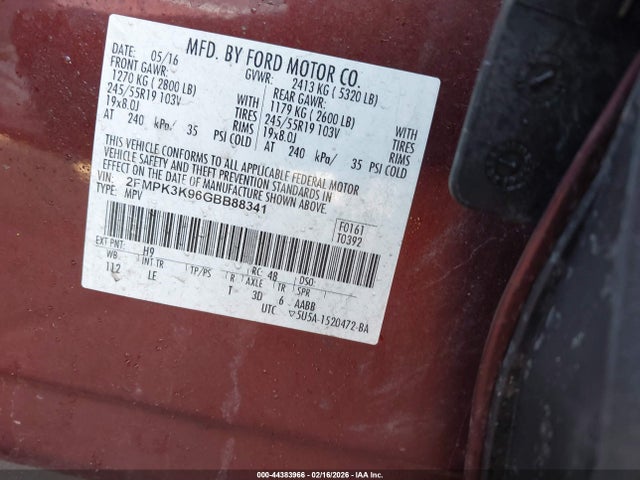 MFD. BY FORD MOTOR CO.
DATE: 05/16 GVWR: 2413 KG ( 5320 LB)
FRONT GAWR: REAR GAWR:
1270 KG ( 2800 LB) WITH 1179 KG ( 2600 LB) WITH
245/55R19 103V TIRES 245/55R19 103V TIRES
19x8.0J RIMS 19x8.0J RIMS
AT 240 kPa/ 35 PSI COLD AT 240 kPa/ 35 PSI COLD
THIS VEHICLE CONFORMS TO ALL APPLICABLE FEDERAL MOTOR
VEHICLE SAFETY AND THEFT PREVENTION STANDARDS IN
EFFECT ON THE DATE OF MANUFACTURE SHOWN ABOVE.
2FMPK3K96GBB88341
TYPE: MPV
F0161
T0392
EXT PNT: H9 RC: 48 DSO:
WB INT TR TP/PS R AXLE TR SPR
112 LE T 3D 6 AABB
UTC ▽5U5A-1520472-BA
000-44383966 - 02/16/2026 - IAA Inc.